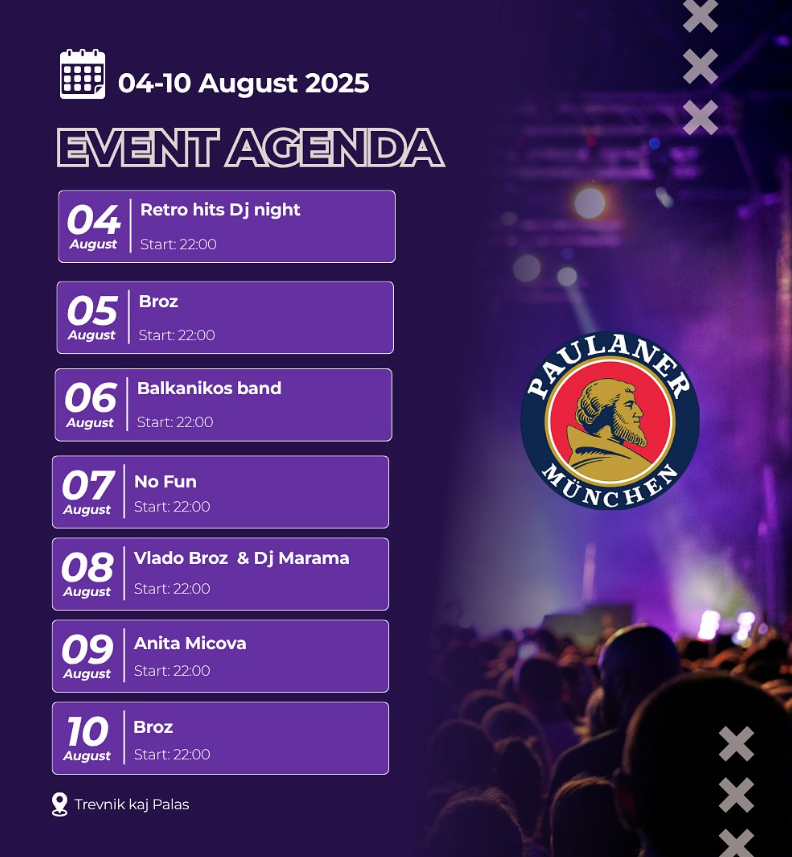 04-10 August 2025
EVENT AGENDA
04
August
Retro hits Dj night
Start: 22:00
05
August
Broz
Start: 22:00
06
August
Balkanikos band
Start: 22:00
07
August
No Fun
Start: 22:00
08
August
Vlado Broz & Dj Marama
Start: 22:00
09
August
Anita Micova
Start: 22:00
10
August
Broz
Start: 22:00
Trevnik kaj Palas
PAULANER
MÜNCHEN